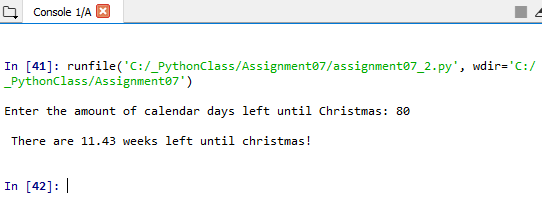 Console 1/A
In [41]: runfile('C:/_PythonClass/Assignment07/assignment07_2.py', wdir='C:/
_PythonClass/Assignment07')
Enter the amount of calendar days left until Christmas: 80
There are 11.43 weeks left until christmas!
In [42]: